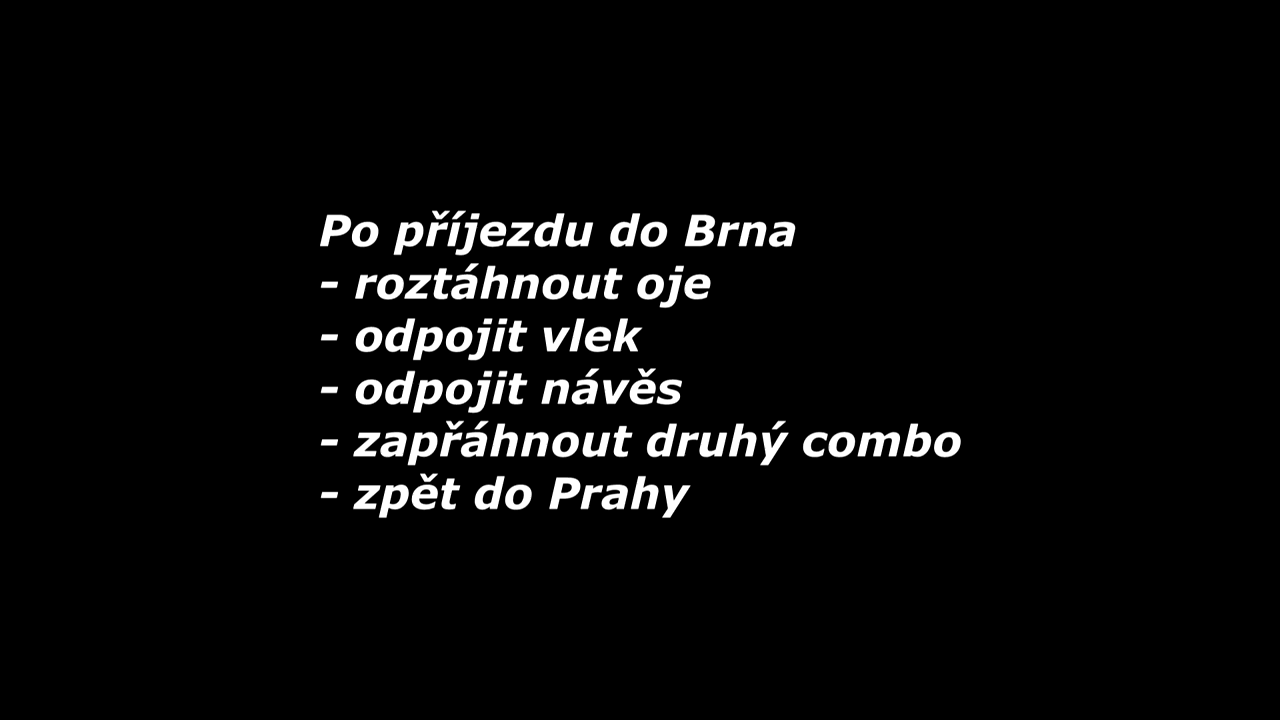 Po příjezdu do Brna
- roztáhnout oje
- odpojit vlek
- odpojit návěs
- zapřáhnout druhý combo
- zpět do Prahy